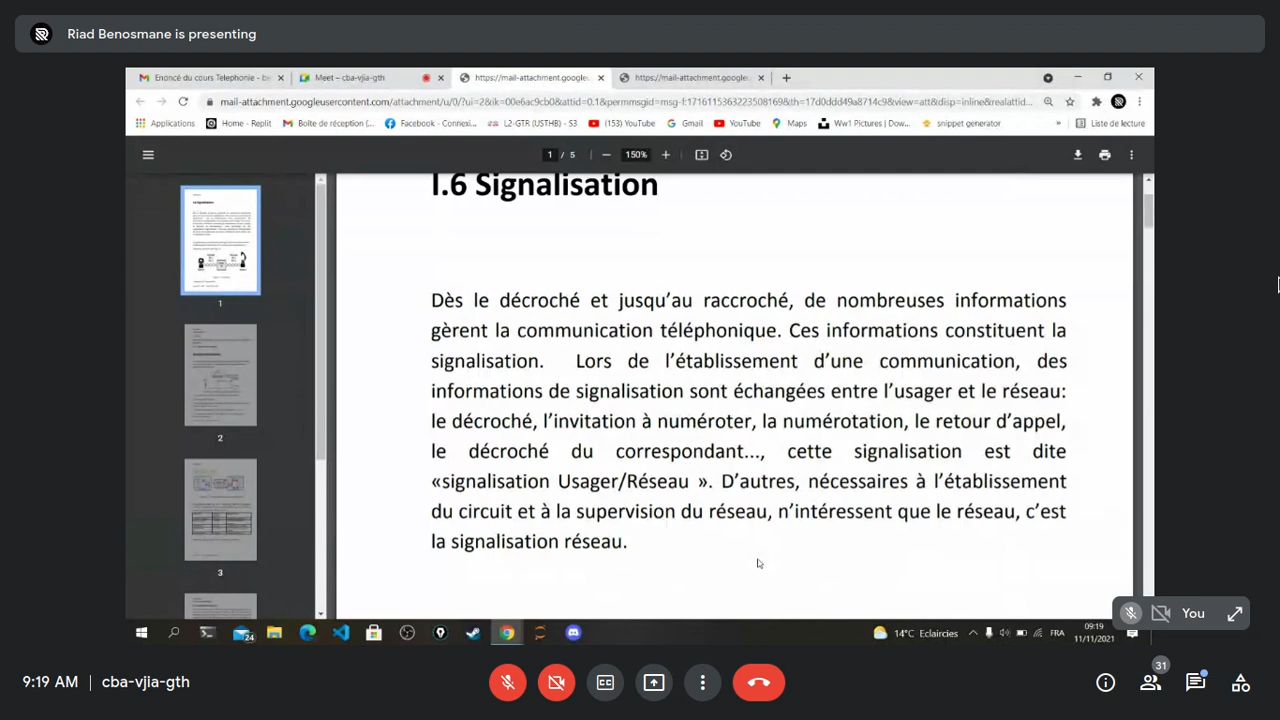 Riad Benosmane is presenting
Enoncé du cours Telephonie - be
Meet – cba-vjia-gth
https://mail-attachment.google
https://mail-attachment.google
mail-attachment.googleusercontent.com/attachment/u/0/?ui=2&ik=00e6ac9cb0&attid=0.1&permmsgid=msg-f:1716115363223508169&th=17d0ddd49a8714c9&view=att&disp=inline&realattid...
Applications
Home - Replit
Boîte de réception (...
Facebook - Connexi...
L2-GTR (USTHB) - S3
(153) YouTube
Gmail
YouTube
Maps
Ww1 Pictures | Dow...
snippet generator
»
Liste de lecture
1 / 5
150%
I.6 Signalisation
Dès le décroché et jusqu’au raccroché, de nombreuses informations
gèrent la communication téléphonique. Ces informations constituent la
signalisation. Lors de l’établissement d’une communication, des
informations de signalisation sont échangées entre l’usager et le réseau:
le décroché, l’invitation à numéroter, la numérotation, le retour d’appel,
le décroché du correspondant..., cette signalisation est dite
«signalisation Usager/Réseau ». D’autres, nécessaires à l’établissement
du circuit et à la supervision du réseau, n’intéressent que le réseau, c’est
la signalisation réseau.
1
2
3
You
24
14°C Eclaircies
FRA
09:19
11/11/2021
9:19 AM | cba-vjia-gth
CC
31